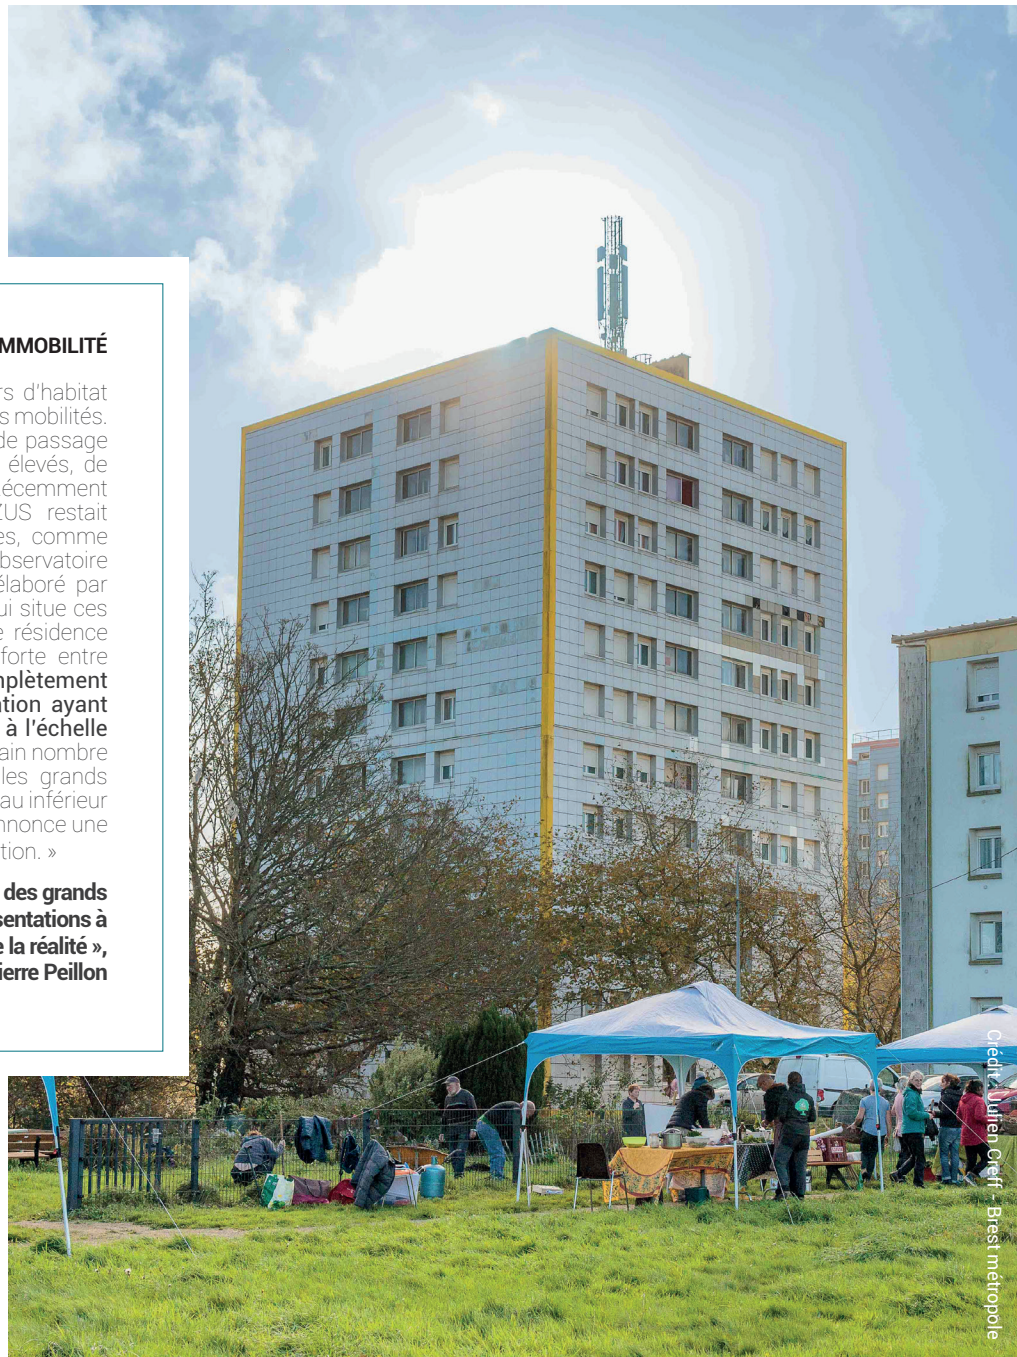 MMOBILITÉ
rs d'habitat
s mobilités.
de passage
élevés, de
écemment
ZUS restait
es, comme
bservatoire
élaboré par
ui situe ces
e résidence
forte entre
nplètement
ation ayant
à l'échelle
ain nombre
les grands
au inférieur
nnonce une
tion. »
des grands
sentations à
e la réalité »,
ierre Peillon
Crédit : Julien Creff - Brest métropole